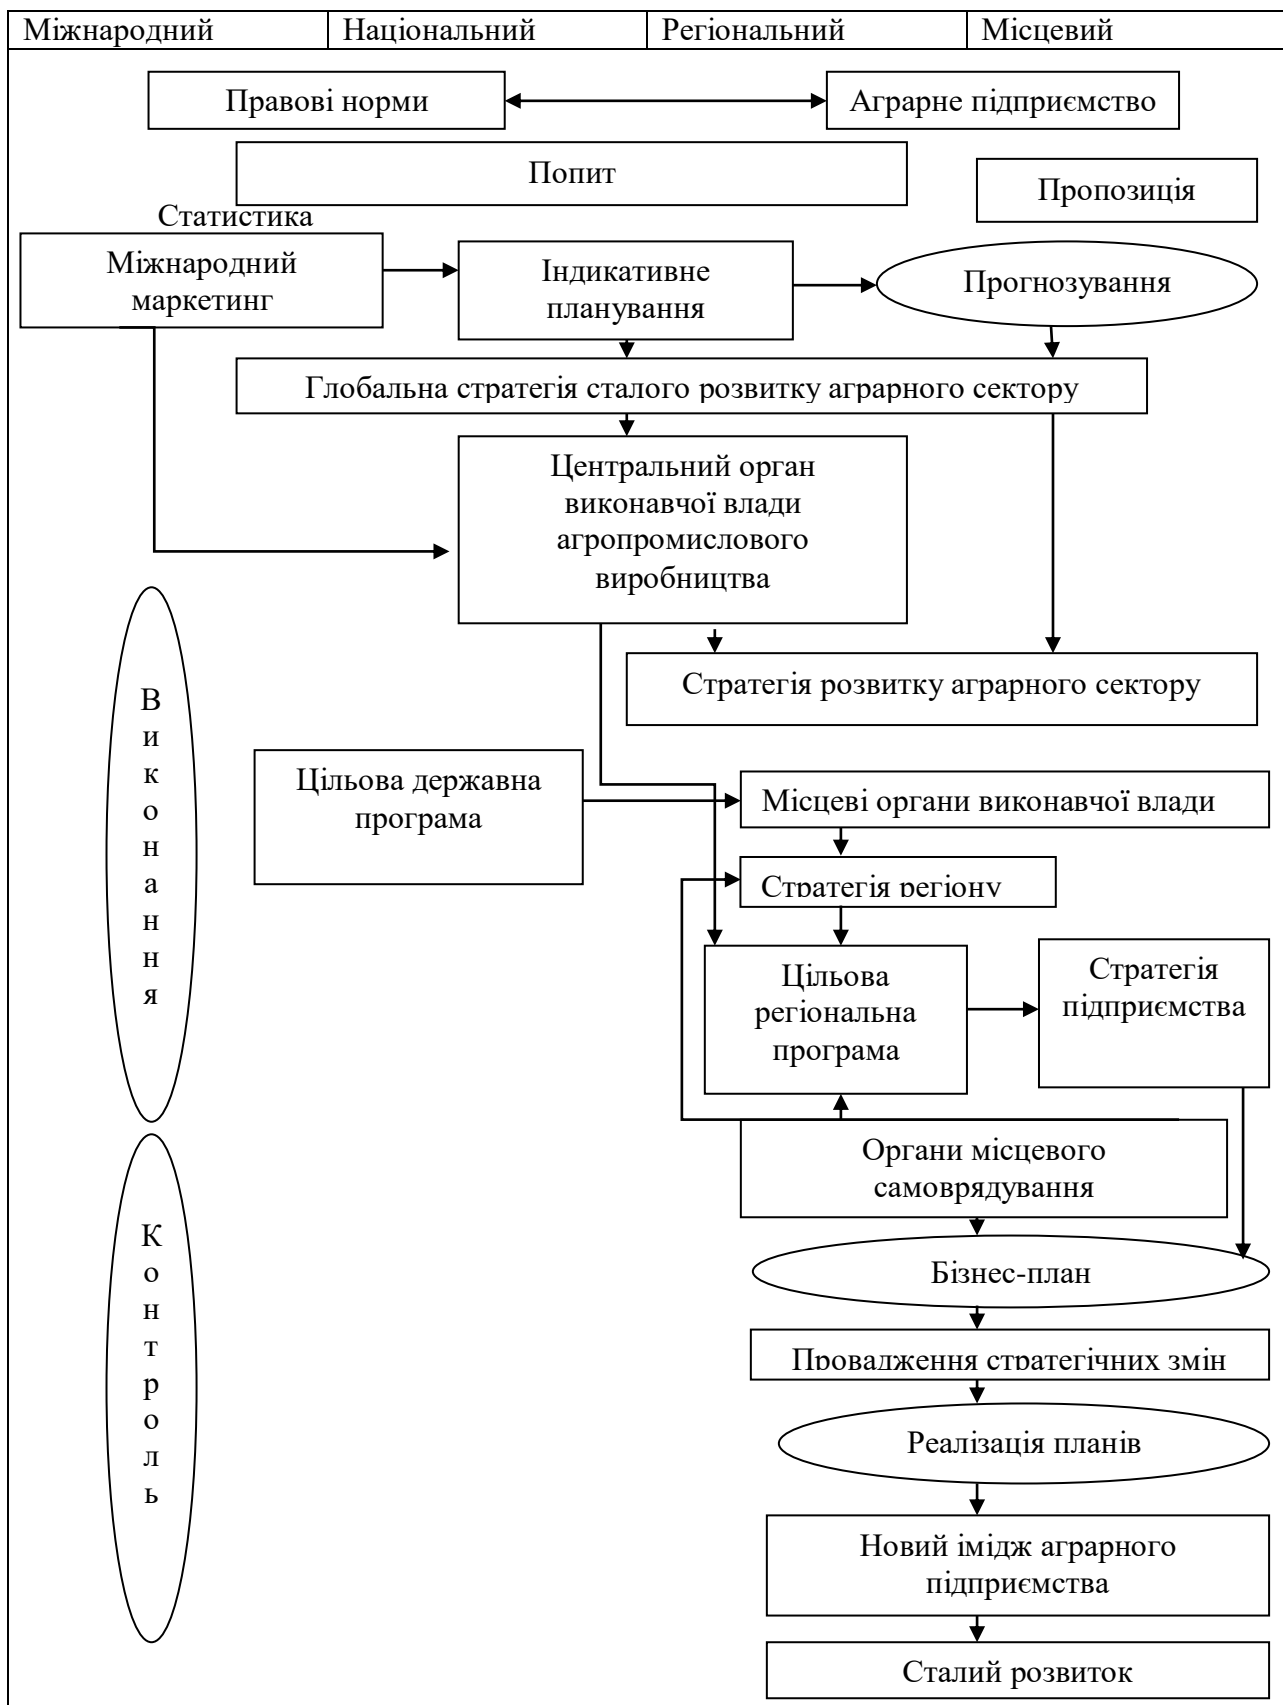 Міжнародний
Національний
Регіональний
Місцевий
Правові норми
Аграрне підприємство
Попит
Пропозиція
Статистика
Міжнародний
маркетинг
Індикативне
планування
Прогнозування
Глобальна стратегія сталого розвитку аграрного сектору
Центральний орган
виконавчої влади
агропромислового
виробництва
Стратегія розвитку аграрного сектору
Виконання
Цільова державна
програма
Місцеві органи виконавчої влади
Стратегія регіону
Цільова
регіональна
програма
Стратегія
підприємства
Органи місцевого
самоврядування
Контроль
Бізнес-план
Провадження стратегічних змін
Реалізація планів
Новий імідж аграрного
підприємства
Сталий розвиток